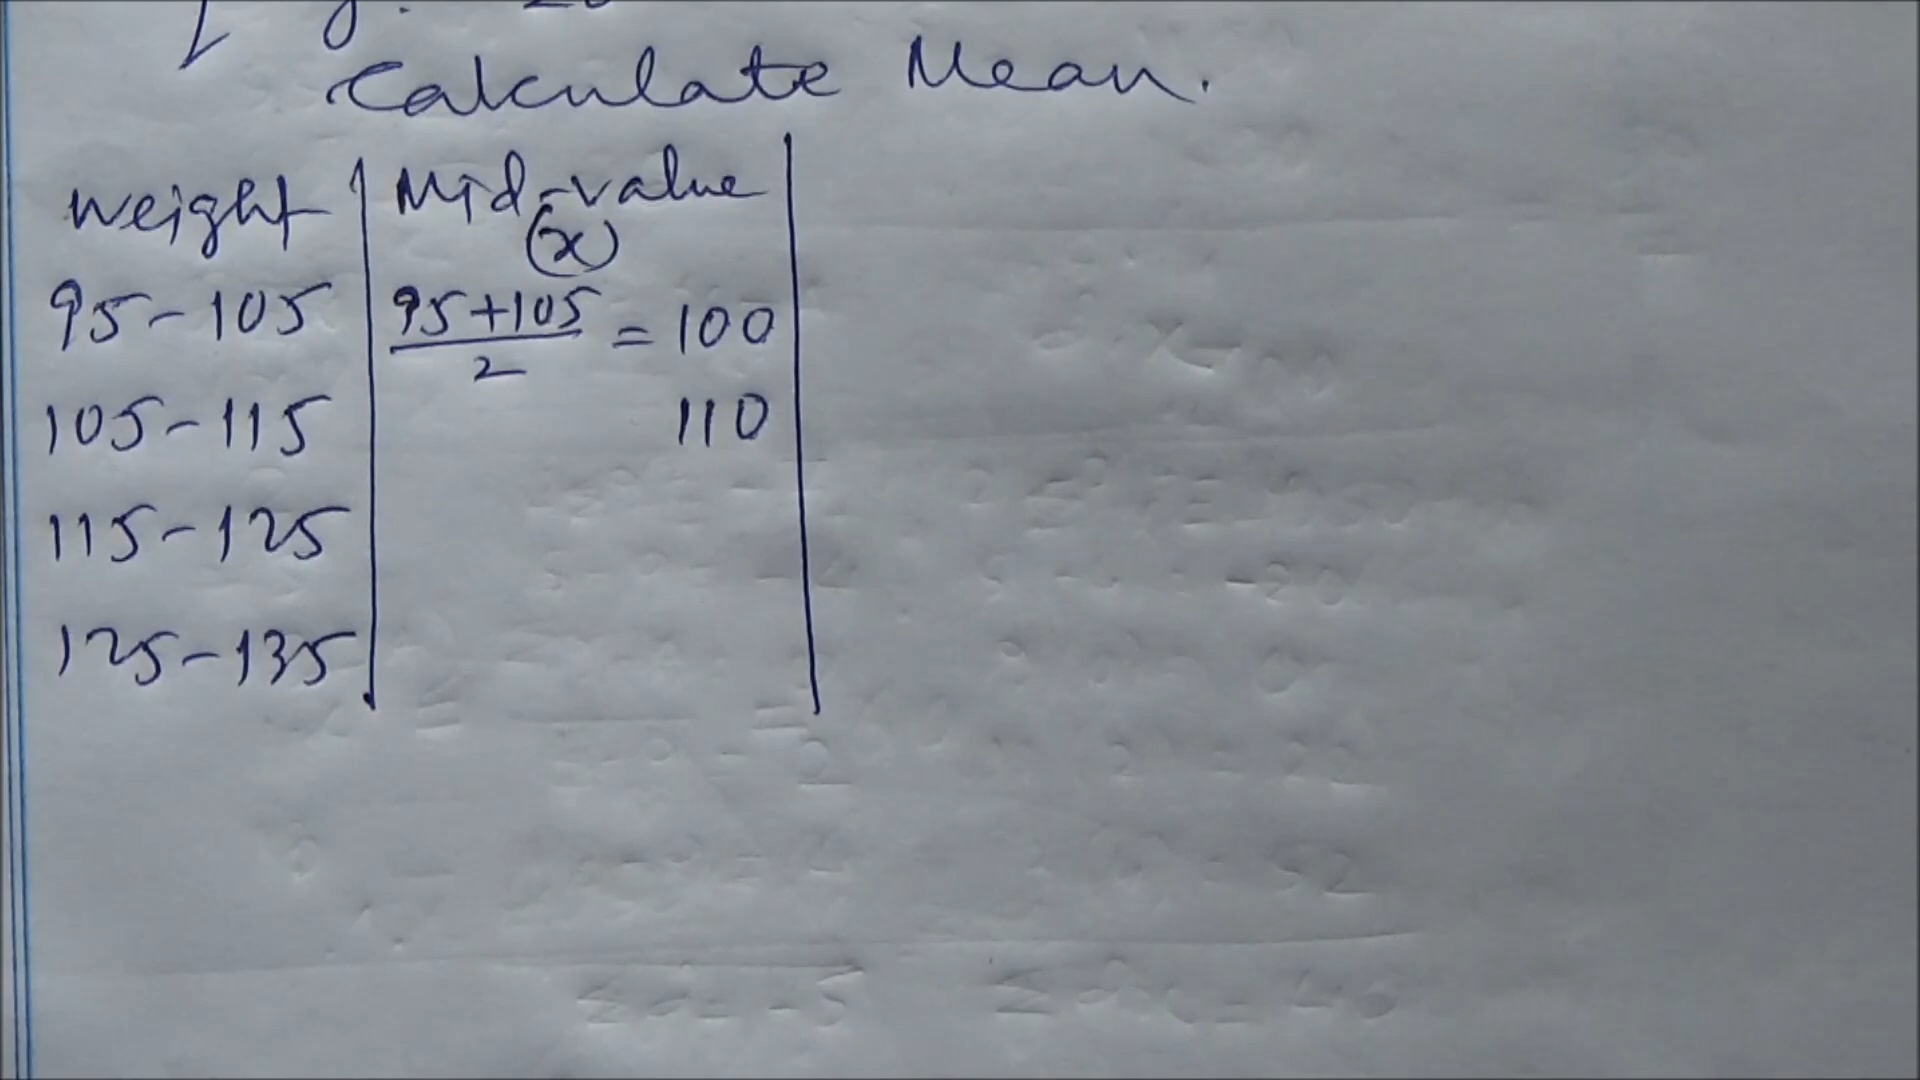 Calculate Mean.
Weight Mid-value
(x)
95-105 95+105/2 = 100
105-115 110
115-125
125-135